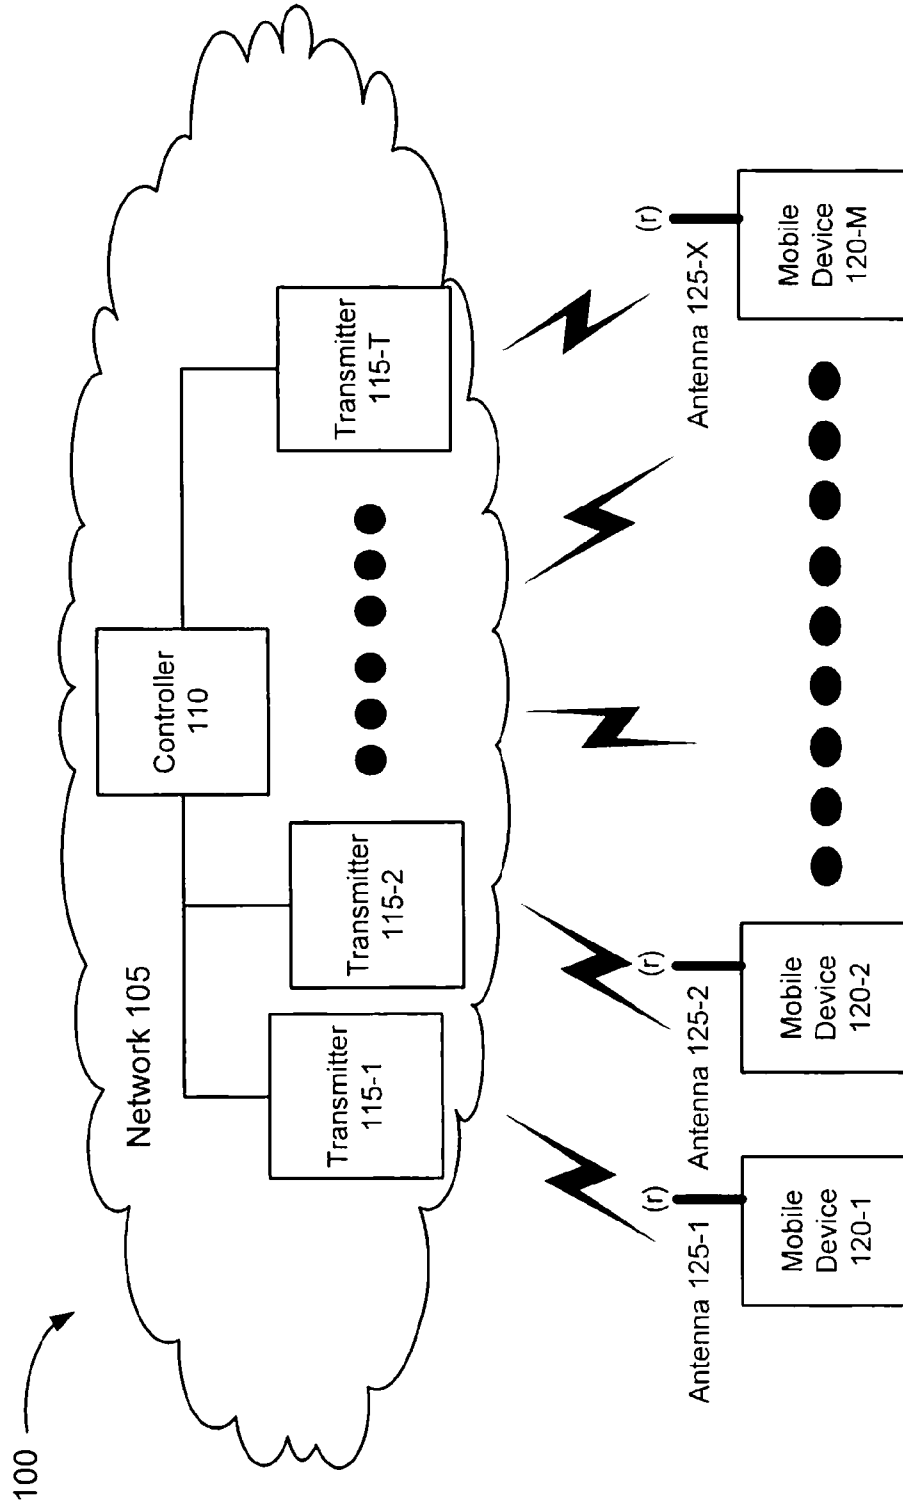 100
Network 105
Controller
110
Transmitter
115-1
Transmitter
115-2
Transmitter
115-T
(r)
Antenna 125-1
(r)
Antenna 125-2
(r)
Antenna 125-X
Mobile
Device
120-1
Mobile
Device
120-2
Mobile
Device
120-M